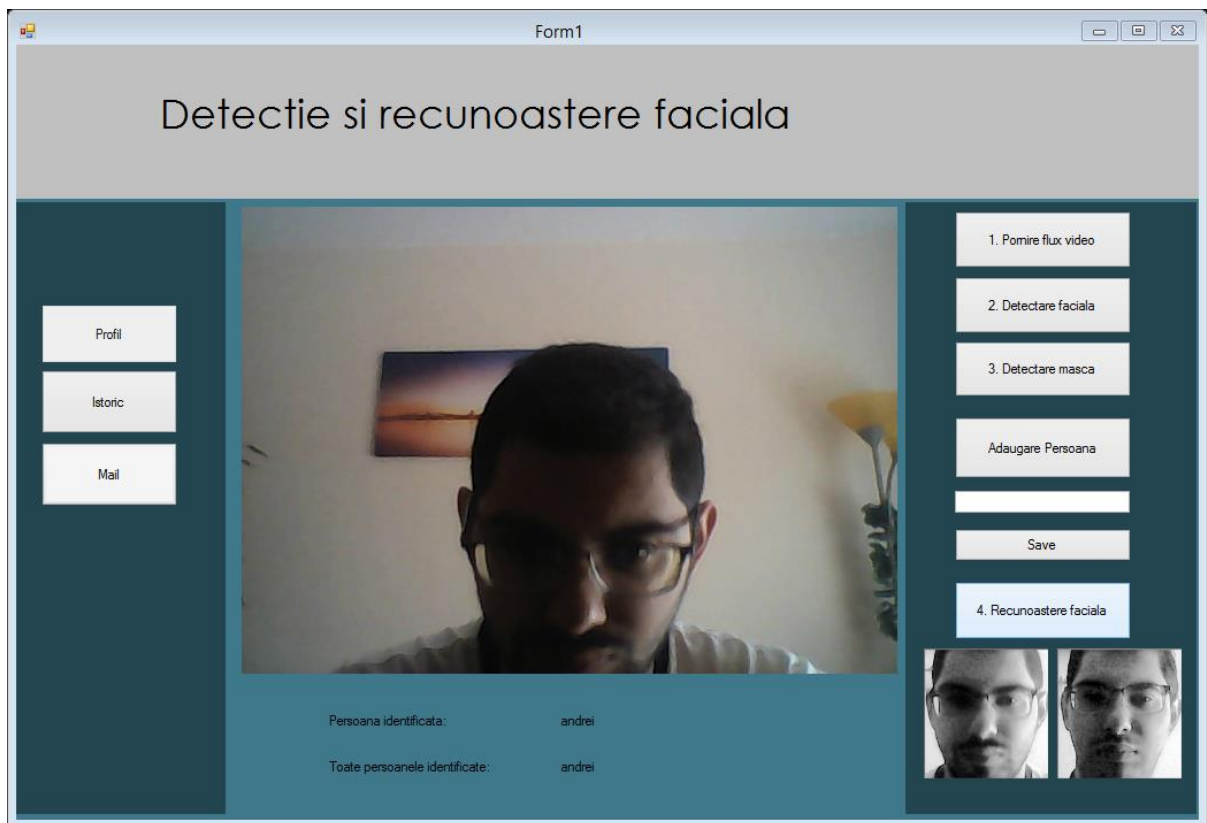 Form1
Detectie si recunoastere faciala
Profil
Istoric
Mail
1. Pornire flux video
2. Detectare faciala
3. Detectare masca
Adaugare Persoana
Save
4. Recunoastere faciala
Persoana identificata: andrei
Toate persoanele identificate: andrei